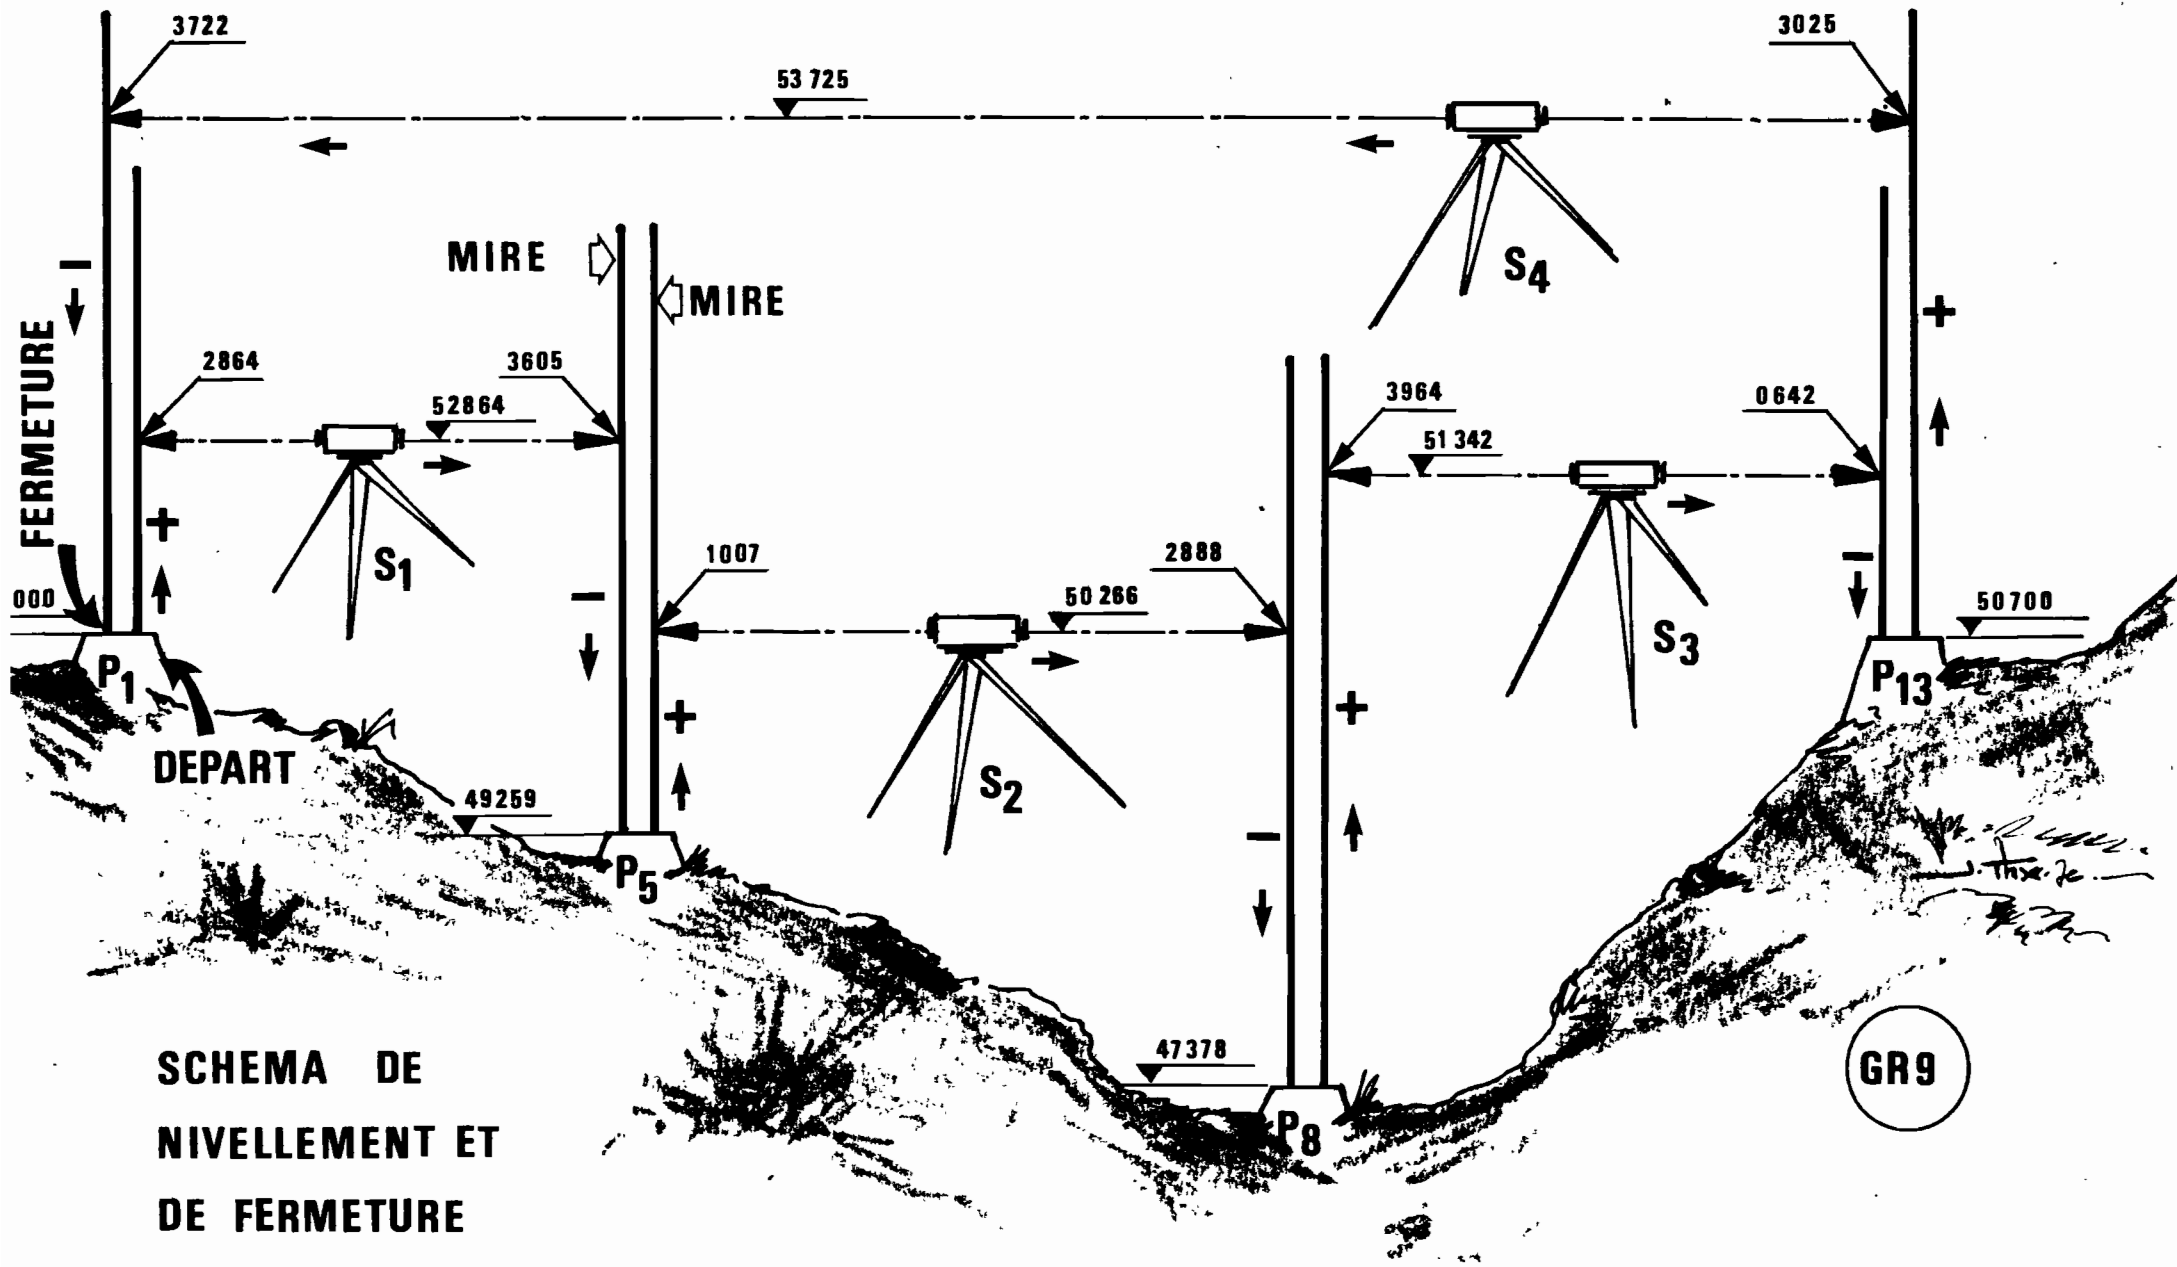 3722
3025
53 725
MIRE
MIRE
S4
FERMETURE
2864
3605
52864
3964
0642
51 342
S1
1007
2888
50 266
S3
000
50700
P1
P13
DEPART
S2
49259
P5
47378
P8
GR9
SCHEMA DE
NIVELLEMENT ET
DE FERMETURE
+
+
+
+
−
−
−
−